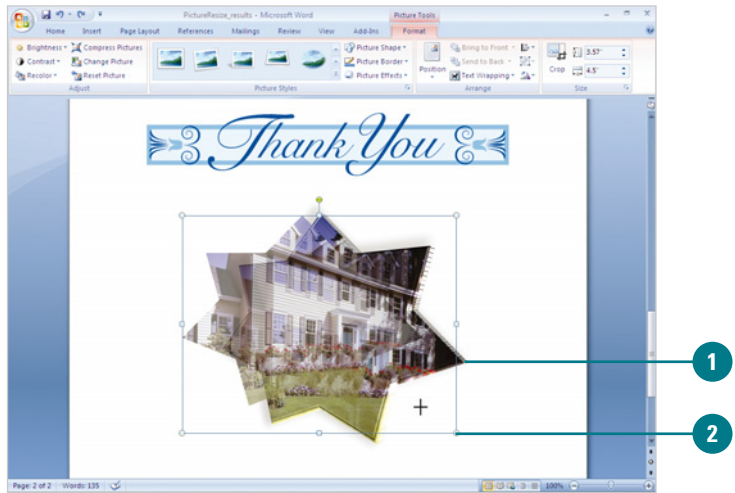 PictureResize_results - Microsoft Word
Picture Tools
Home Insert Page Layout References Mailings Review View Add-Ins Format
Brightness Compress Pictures Picture Shape Bring to Front 3.57"
Contrast Change Picture Picture Border Position Send to Back Crop 4.5"
Recolor Reset Picture Picture Effects Text Wrapping
Adjust Picture Styles Arrange Size
Thank You
1
2
Page: 2 of 2 Words: 135 100%